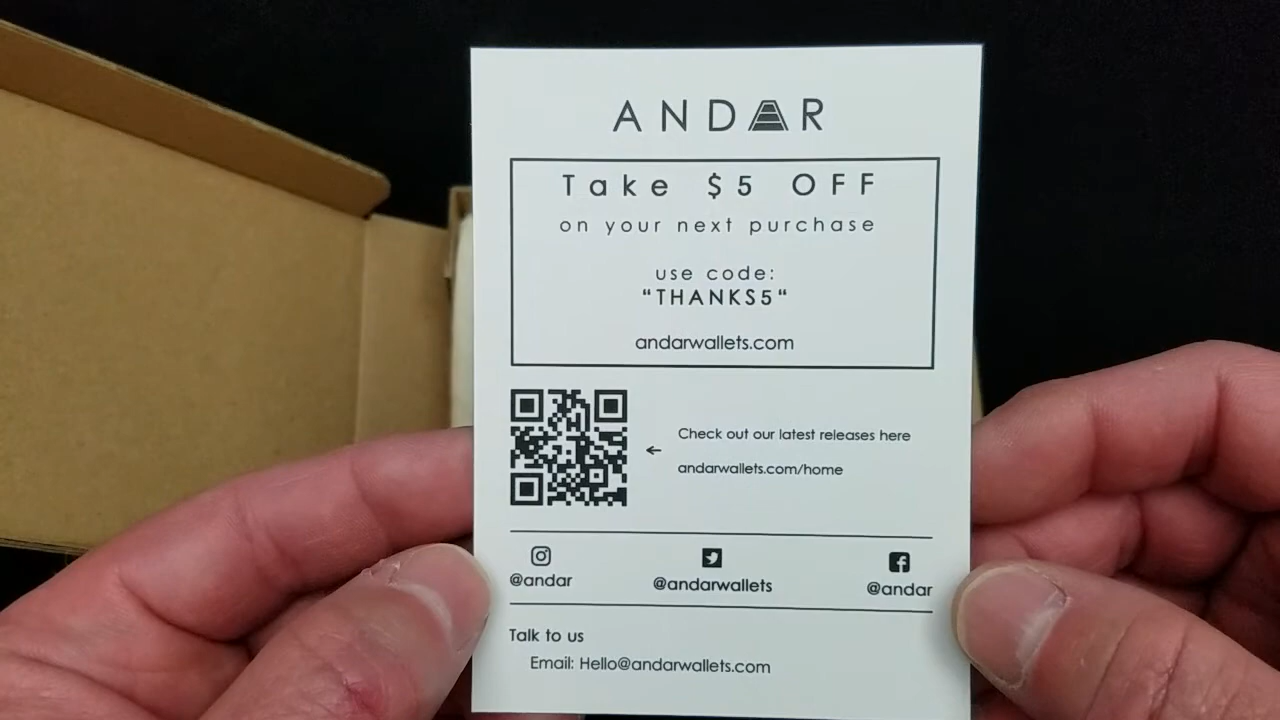 ANDAR
Take $5 OFF
on your next purchase
use code:
“THANKS5“
andarwallets.com
Check out our latest releases here
andarwallets.com/home
@andar
@andarwallets
@andar
Talk to us
Email: Hello@andarwallets.com